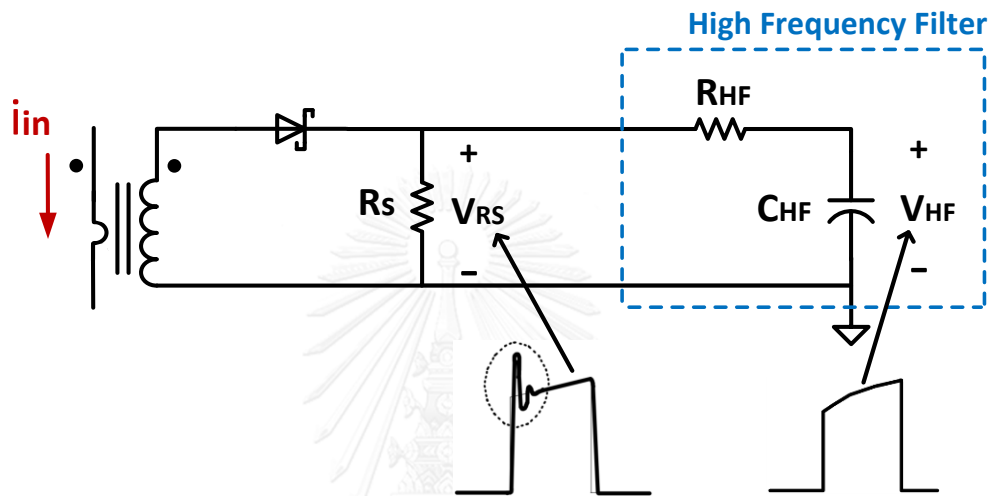 High Frequency Filter
iin
RHF
+
+
Rs
VRS
CHF
VHF
-
-